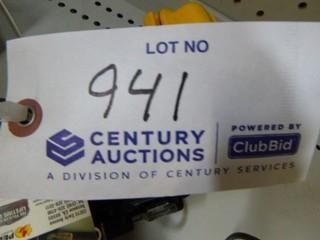 LOT NO
941
CENTURY AUCTIONS
POWERED BY
ClubBid
A DIVISION OF CENTURY SERVICES